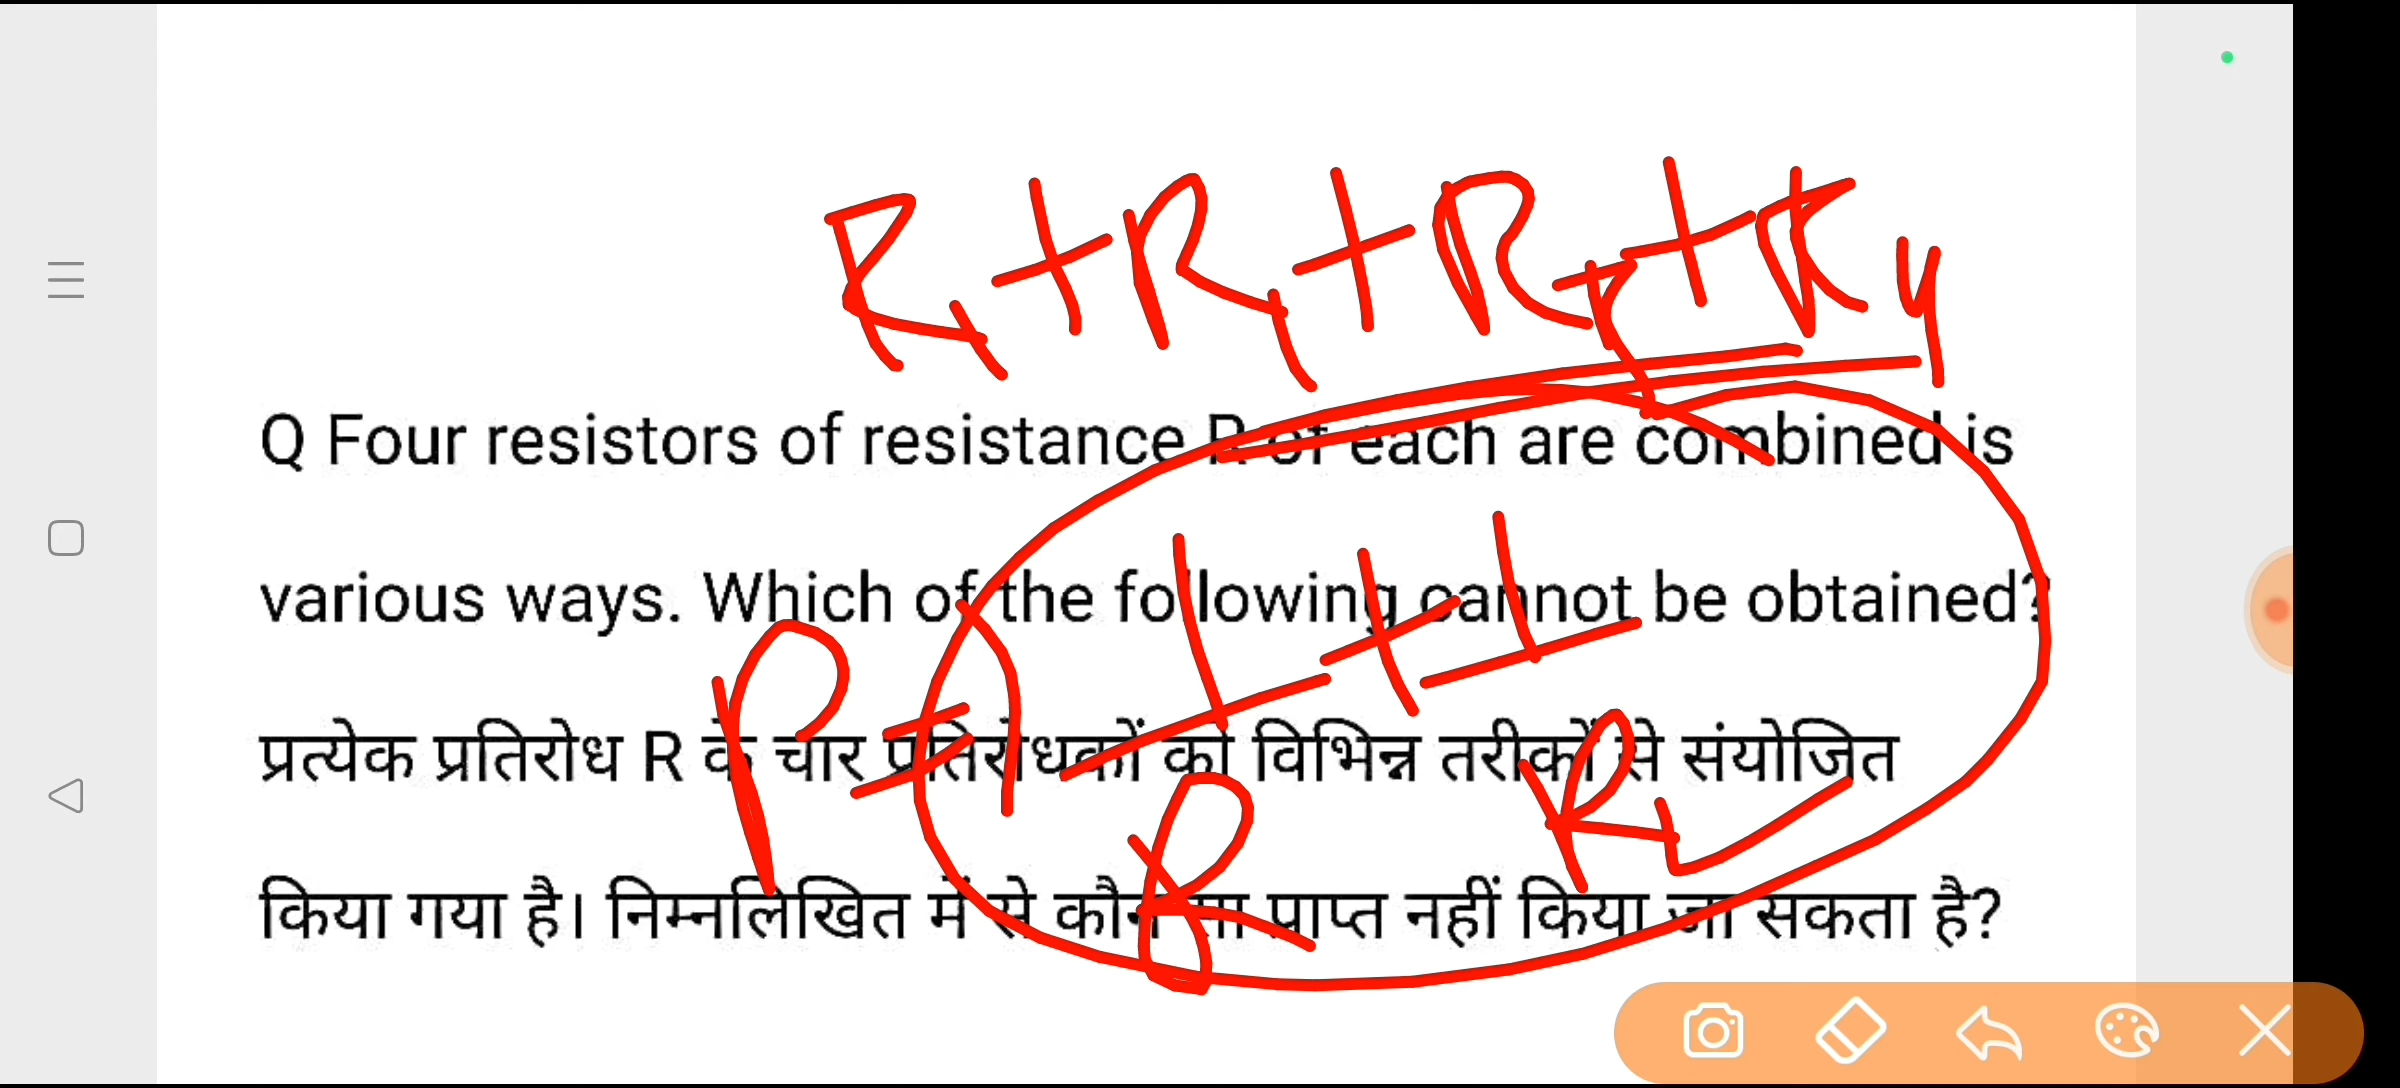 R₁+R₁+R₃+R₄
Q Four resistors of resistance R of each are combined is
various ways. Which of the following cannot be obtained?
प्रत्येक प्रतिरोध R के चार प्रतिरोधकों को विभिन्न तरीकों से संयोजित
किया गया है। निम्नलिखित में से कौन सा प्राप्त नहीं किया जा सकता है?